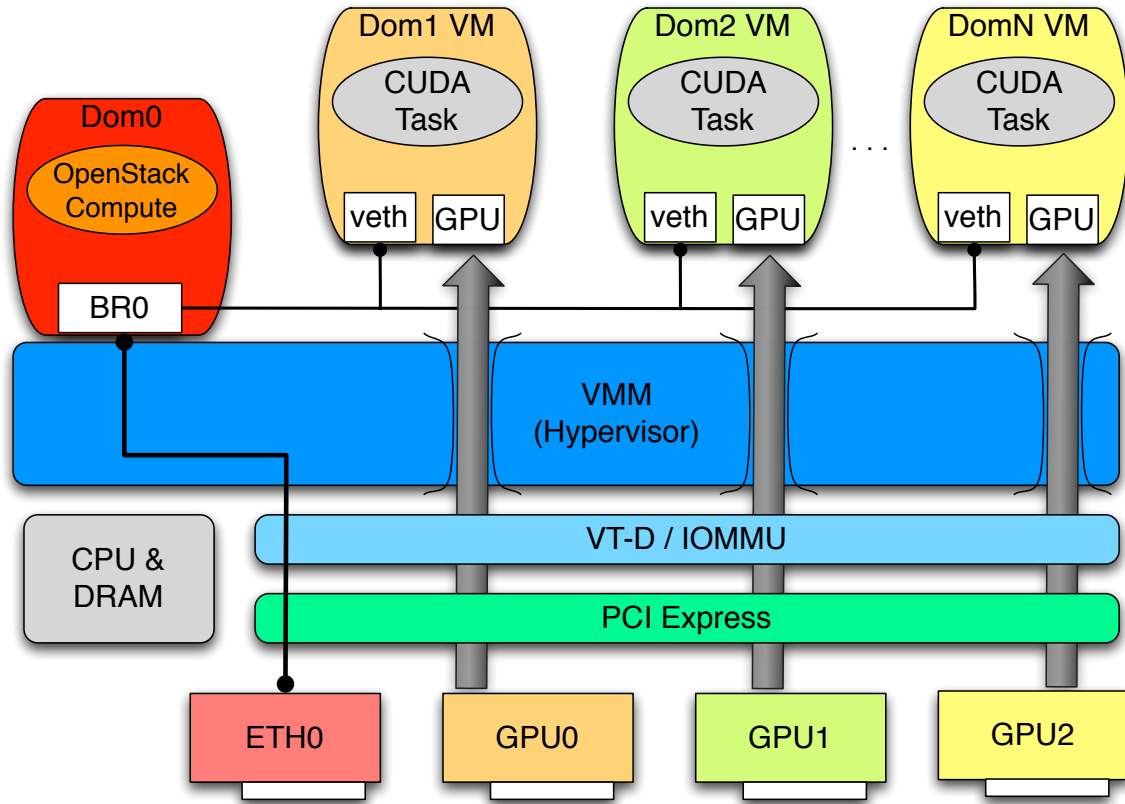 Dom1 VM
Dom2 VM
DomN VM
CUDA
Task
CUDA
Task
CUDA
Task
Dom0
OpenStack
Compute
. . .
veth
GPU
veth
GPU
veth
GPU
BR0
VMM
(Hypervisor)
VT-D / IOMMU
CPU &
DRAM
PCI Express
ETH0
GPU0
GPU1
GPU2